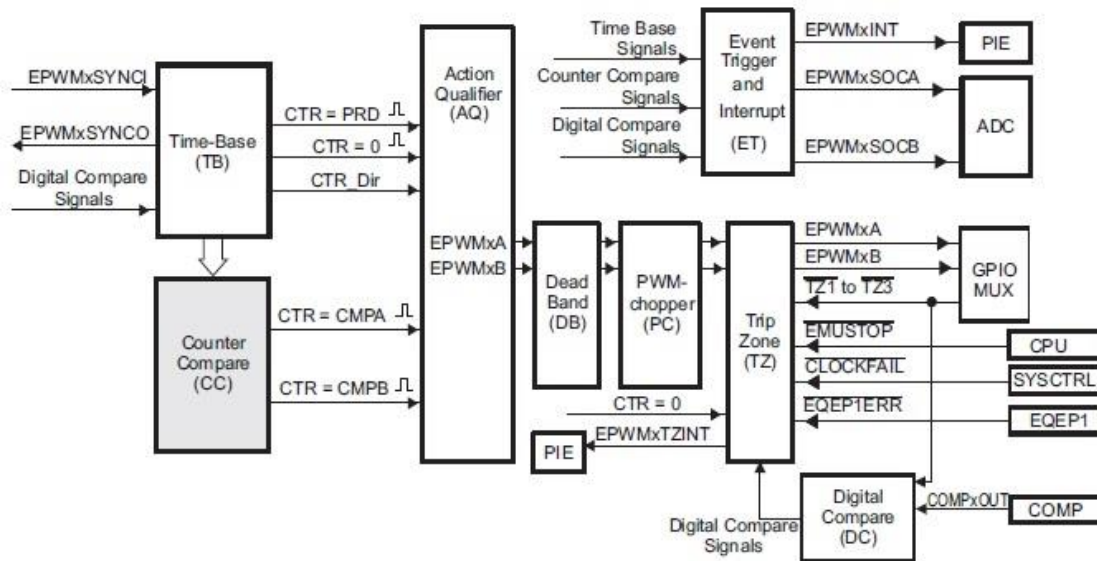 EPWMxSYNCI
EPWMxSYNCO
Digital Compare
Signals
Time-Base
(TB)
CTR = PRD
CTR = 0
CTR_Dir
Counter
Compare
(CC)
CTR = CMPA
CTR = CMPB
Action
Qualifier
(AQ)
EPWMxA
EPWMxB
Time Base
Signals
Counter Compare
Signals
Digital Compare
Signals
Event
Trigger
and
Interrupt
(ET)
EPWMxINT
EPWMxSOCA
EPWMxSOCB
PIE
ADC
Dead
Band
(DB)
PWM-
chopper
(PC)
CTR = 0
EPWMxTZINT
PIE
Trip
Zone
(TZ)
EPWMxA
EPWMxB
TZ1 to TZ3
EMUSTOP
CLOCKFAIL
EQEP1ERR
GPIO
MUX
CPU
SYSCTRL
EQEP1
Digital Compare
Signals
Digital
Compare
(DC)
COMPxOUT
COMP